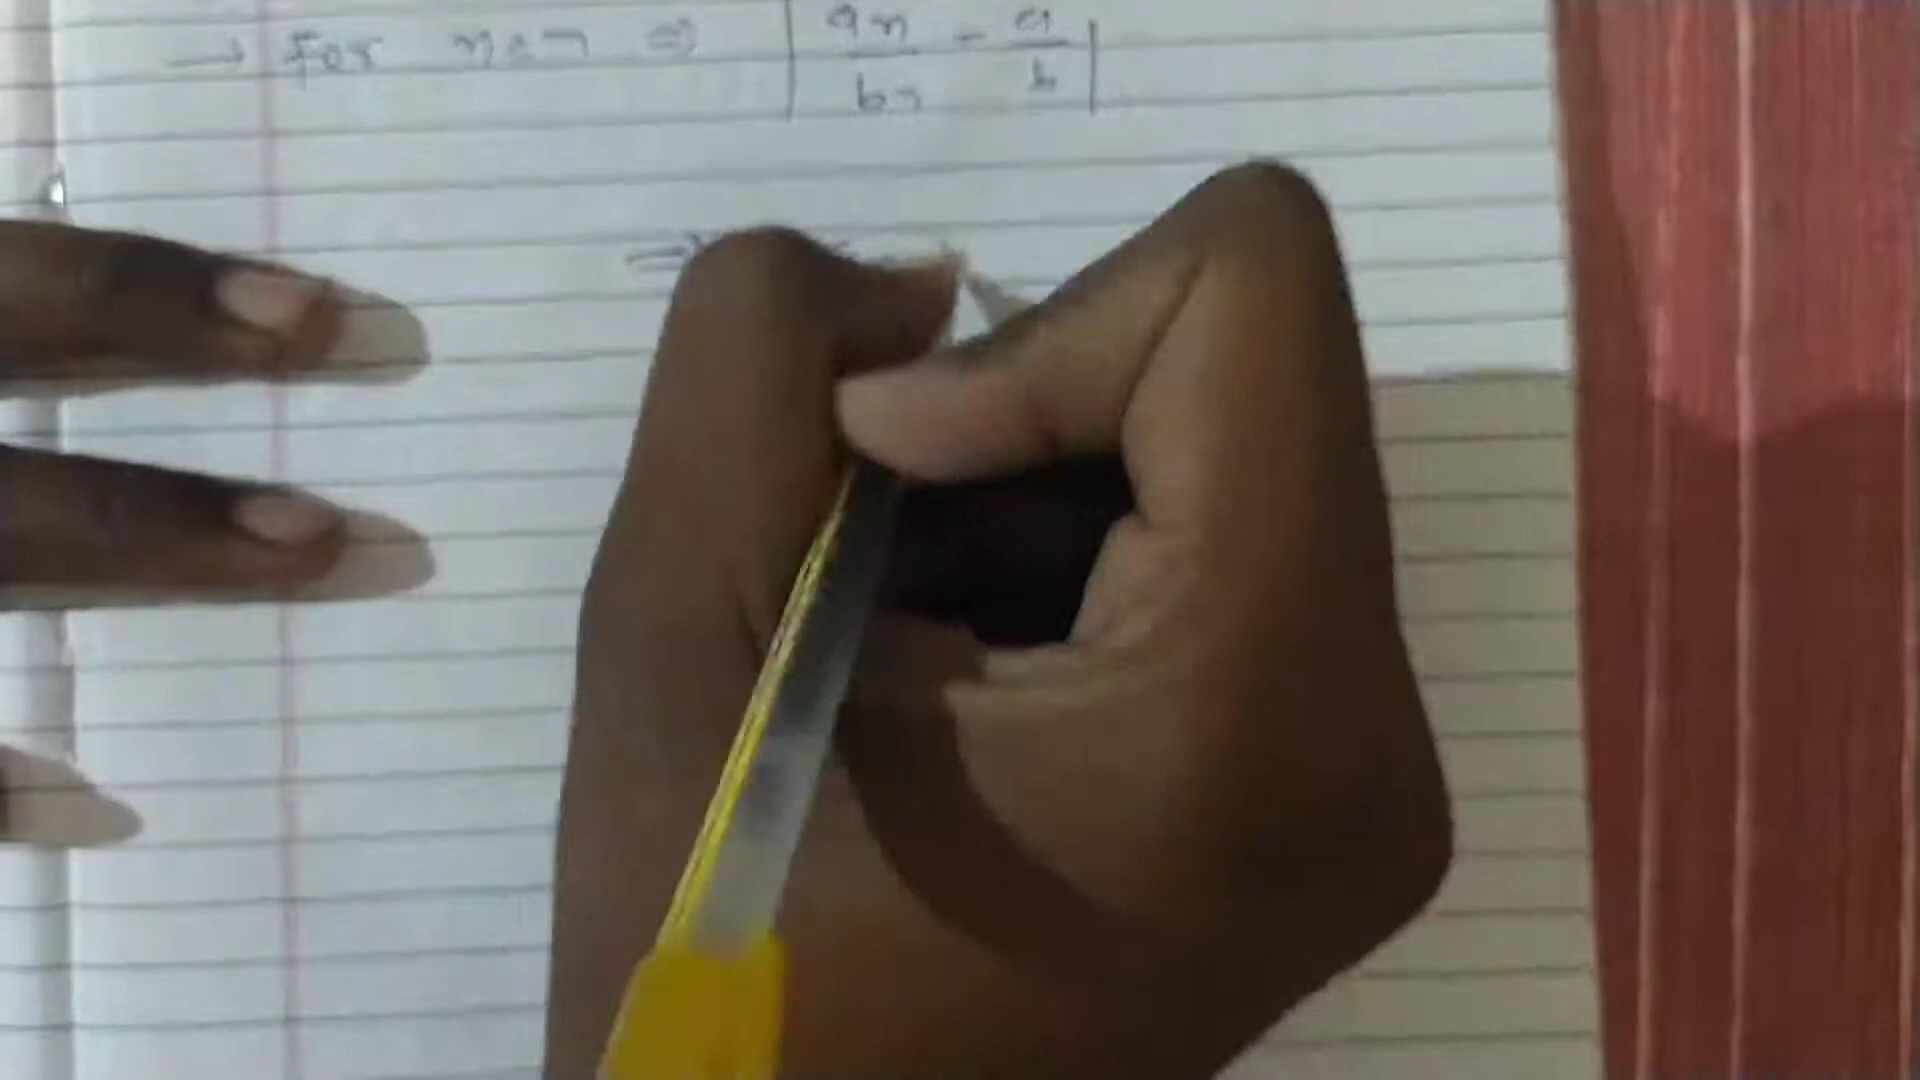 → for n≥n ⇒ | an/bn - a/b |
⇒